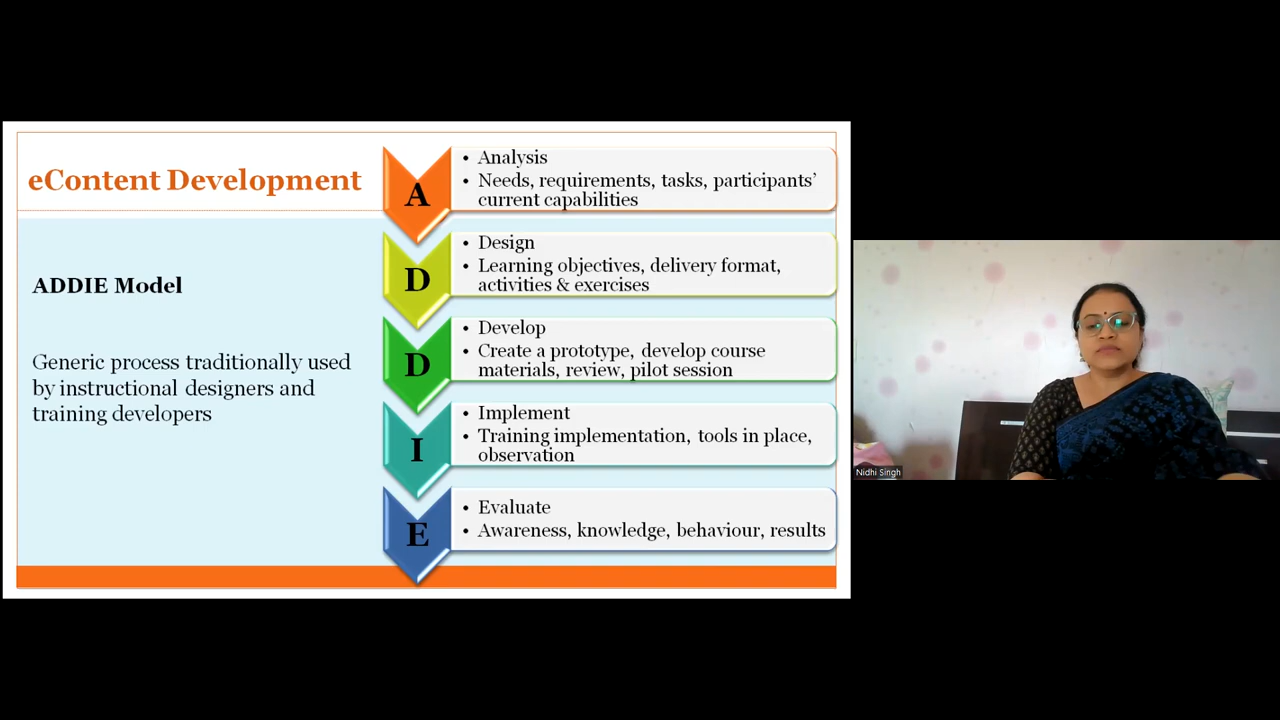 eContent Development
ADDIE Model
Generic process traditionally used
by instructional designers and
training developers
A
• Analysis
• Needs, requirements, tasks, participants’
current capabilities
D
• Design
• Learning objectives, delivery format,
activities & exercises
D
• Develop
• Create a prototype, develop course
materials, review, pilot session
I
• Implement
• Training implementation, tools in place,
observation
E
• Evaluate
• Awareness, knowledge, behaviour, results
Nidhi Singh